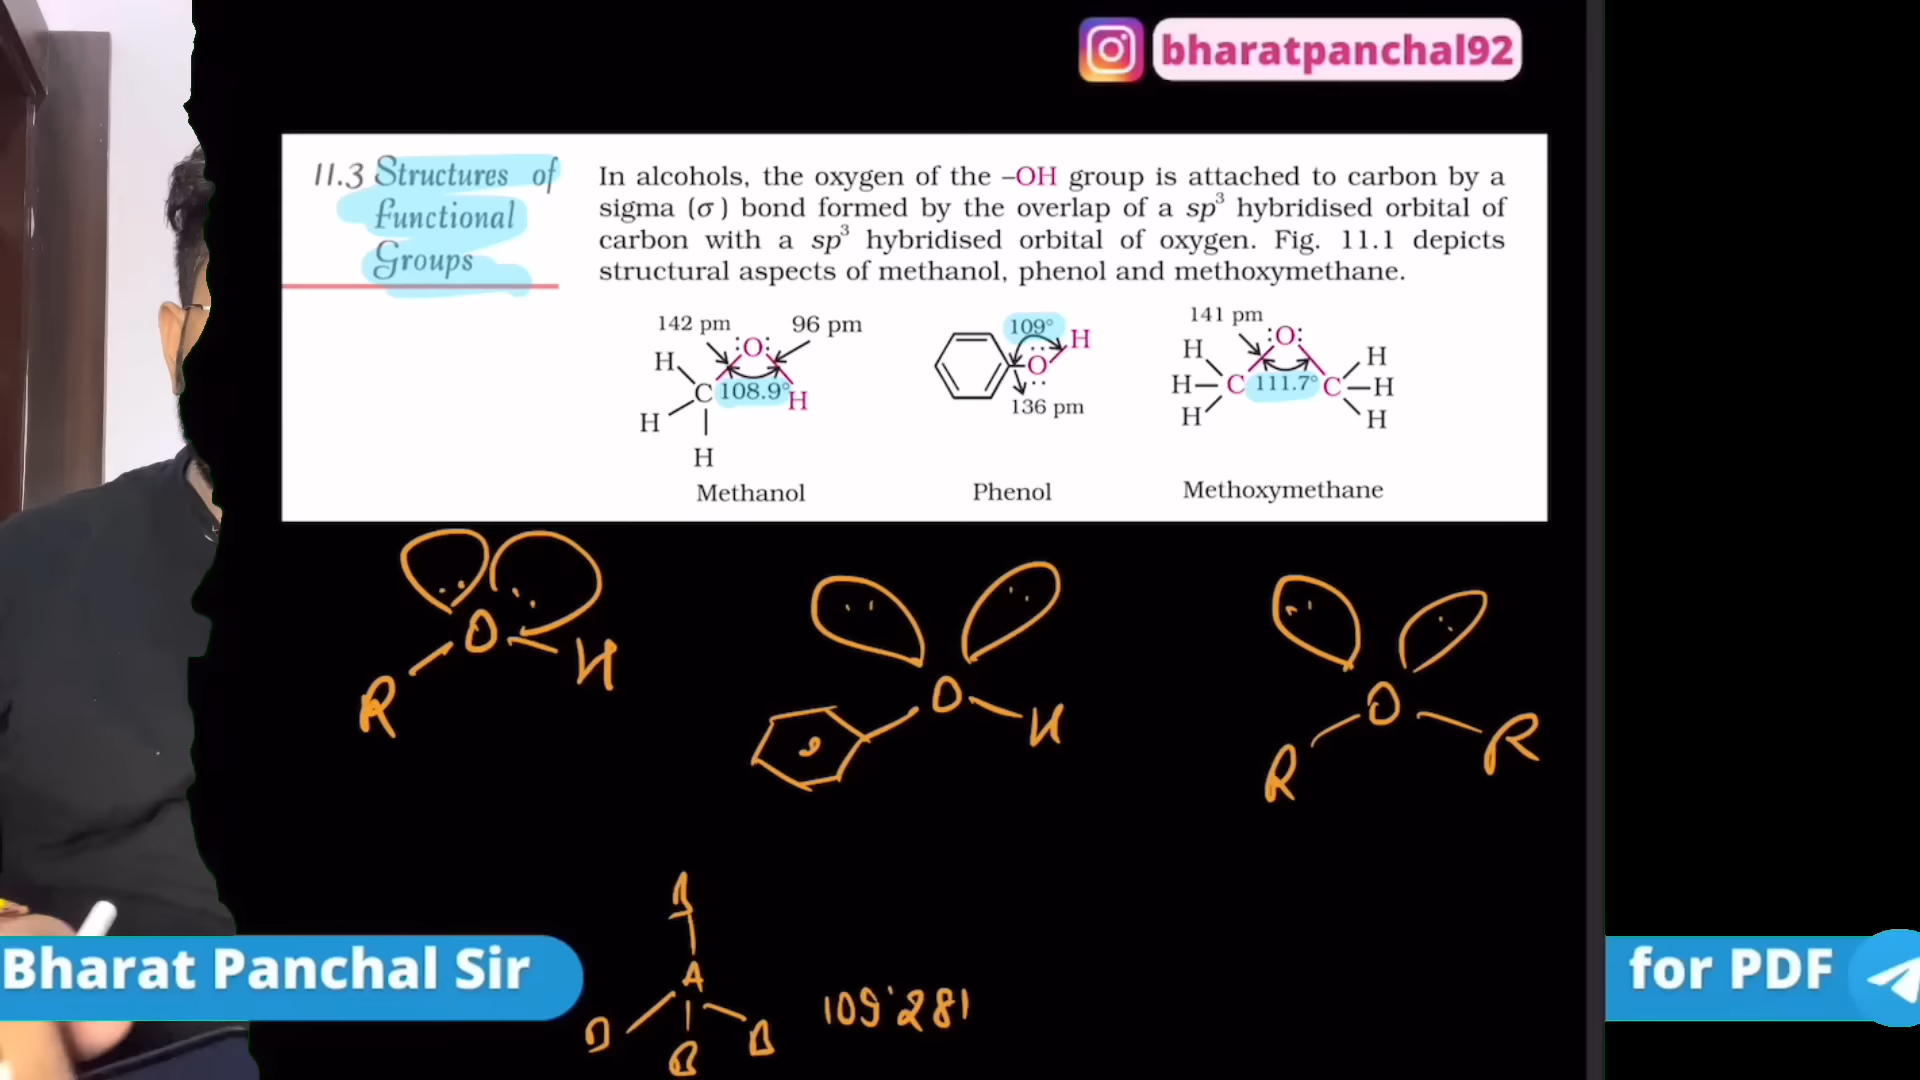 bharatpanchal92
11.3 Structures of
Functional
Groups
In alcohols, the oxygen of the –OH group is attached to carbon by a
sigma (σ) bond formed by the overlap of a sp³ hybridised orbital of
carbon with a sp³ hybridised orbital of oxygen. Fig. 11.1 depicts
structural aspects of methanol, phenol and methoxymethane.
142 pm 96 pm
:O:
H
C 108.9° H
H
H
Methanol
109° H
O
136 pm
Phenol
141 pm
:O:
H H
H–C 111.7° C–H
H H
Methoxymethane
O
R H
O
H
O
R R
A
B
109°28'
Bharat Panchal Sir
for PDF